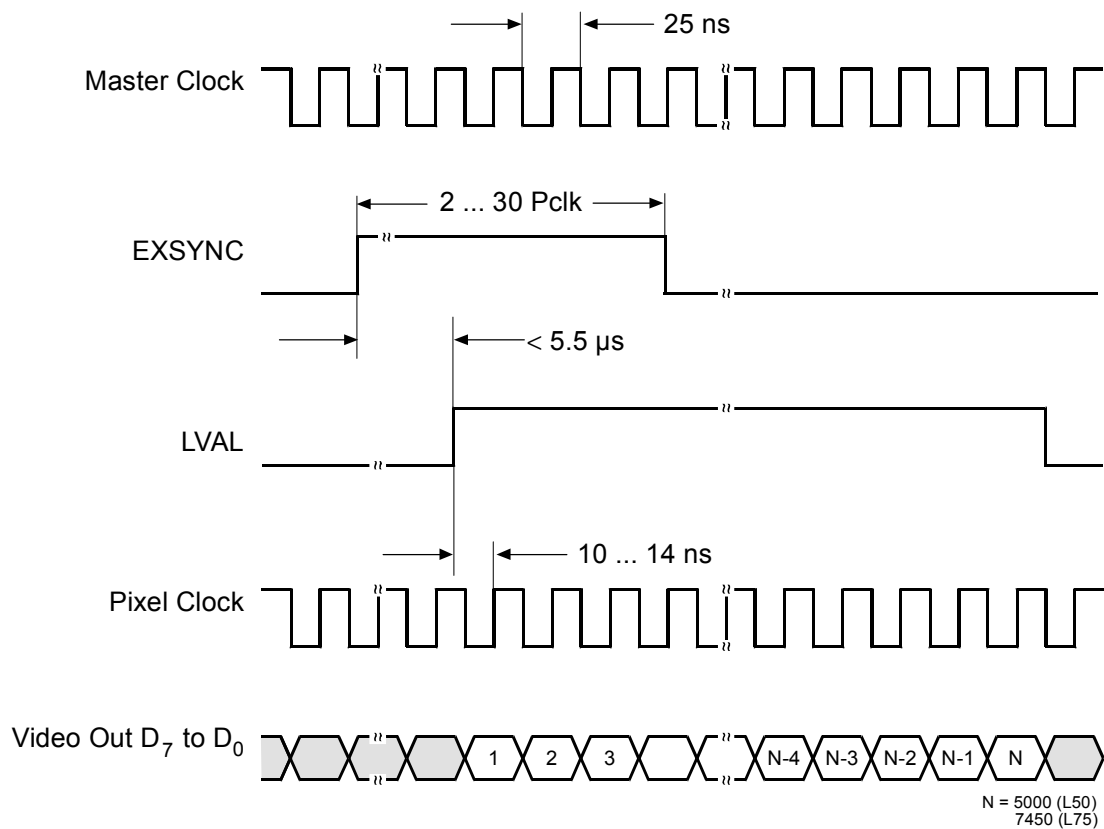 25 ns
Master Clock
2 ... 30 Pclk
EXSYNC
< 5.5 µs
LVAL
10 ... 14 ns
Pixel Clock
Video Out D7 to D0
1 2 3 N-4 N-3 N-2 N-1 N
N = 5000 (L50)
7450 (L75)